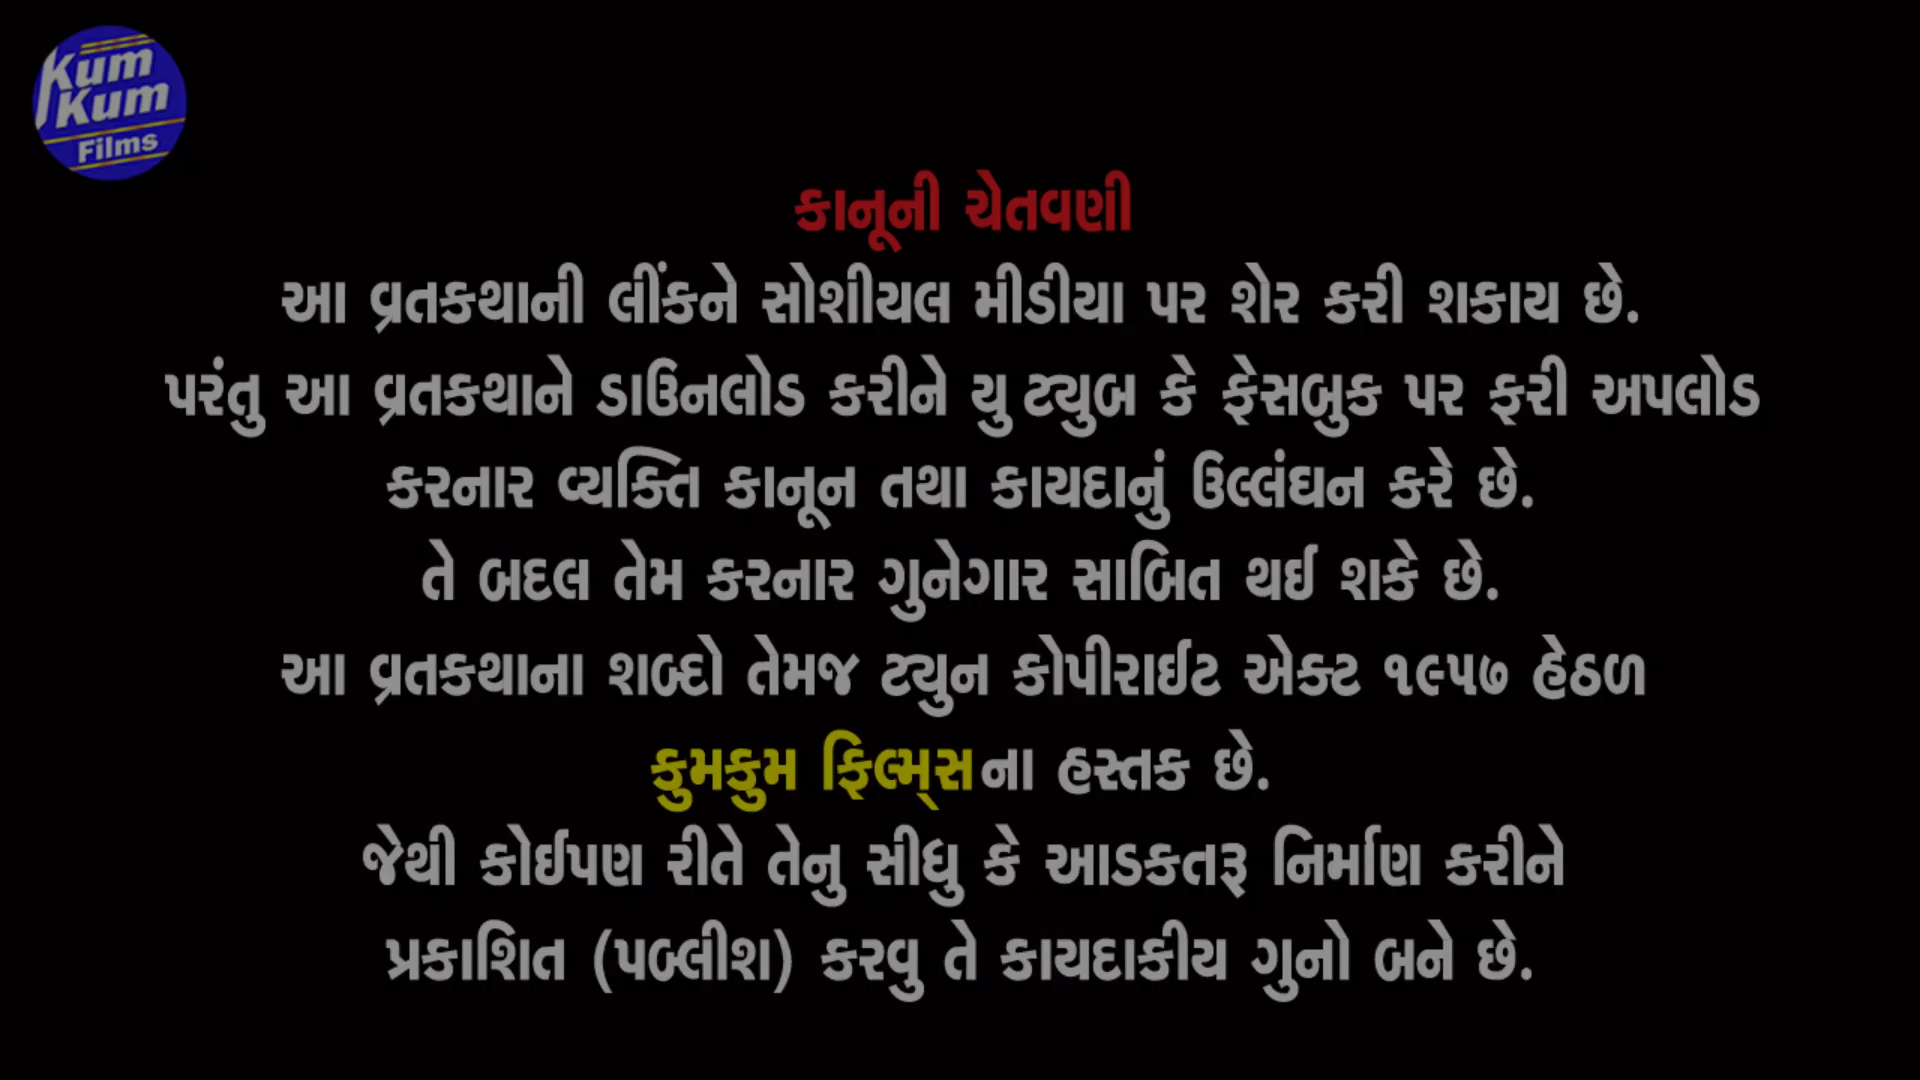 Kum
Kum
Films
કાનૂની ચેતવણી
આ વ્રતકથાની લીંકને સોશીયલ મીડીયા પર શેર કરી શકાય છે.
પરંતુ આ વ્રતકથાને ડાઉનલોડ કરીને યુ ટ્યુબ કે ફેસબુક પર ફરી અપલોડ
કરનાર વ્યક્તિ કાનૂન તથા કાયદાનું ઉલ્લંઘન કરે છે.
તે બદલ તેમ કરનાર ગુનેગાર સાબિત થઈ શકે છે.
આ વ્રતકથાના શબ્દો તેમજ ટ્યુન કોપીરાઈટ એક્ટ ૧૯૫૭ હેઠળ
કુમકુમ ફિલ્મ્સના હસ્તક છે.
જેથી કોઈપણ રીતે તેનુ સીધુ કે આડકતરૂ નિર્માણ કરીને
પ્રકાશિત (પબ્લીશ) કરવુ તે કાયદાકીય ગુનો બને છે.